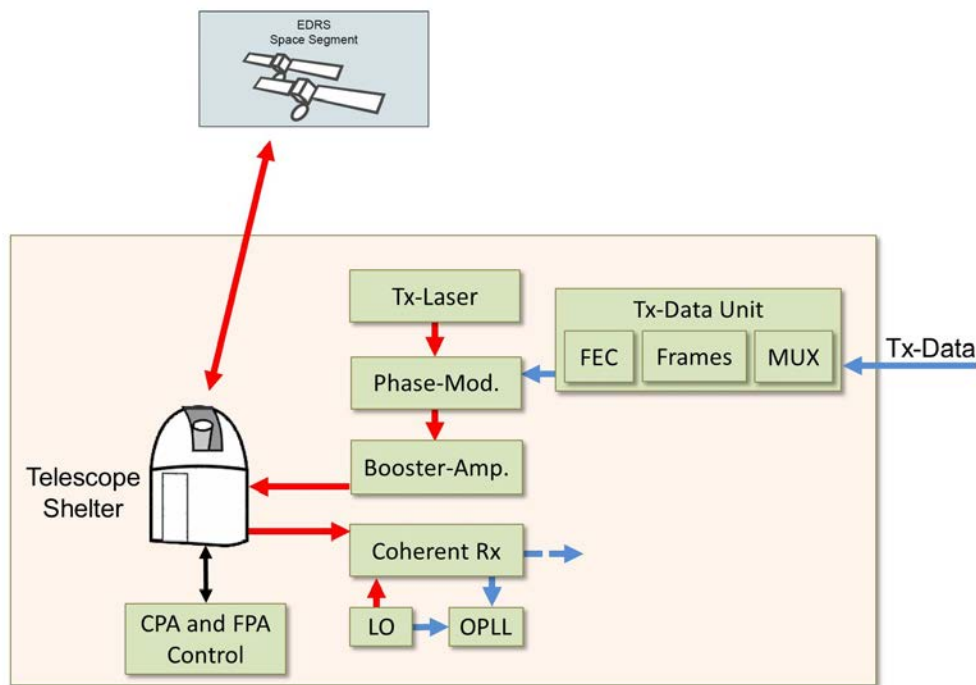 EDRS
Space Segment
Tx-Laser
Tx-Data Unit
FEC
Frames
MUX
Tx-Data
Phase-Mod.
Booster-Amp.
Telescope
Shelter
Coherent Rx
LO
OPLL
CPA and FPA
Control